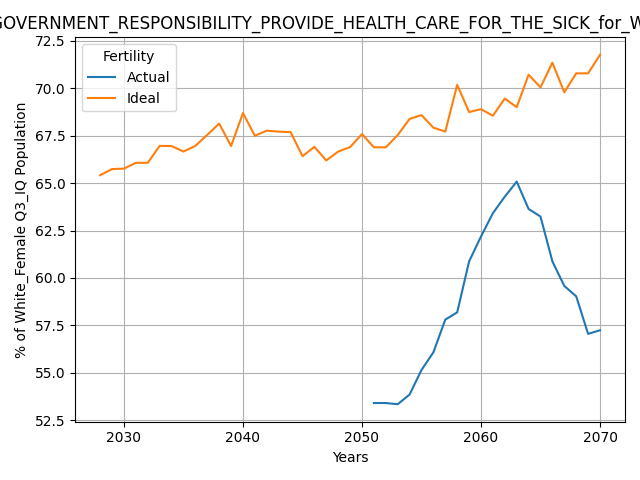 GOVERNMENT_RESPONSIBILITY_PROVIDE_HEALTH_CARE_FOR_THE_SICK_for_W
72.5
70.0
67.5
65.0
62.5
60.0
57.5
55.0
52.5
% of White_Female Q3_IQ Population
Fertility
Actual
Ideal
2030 2040 2050 2060 2070
Years